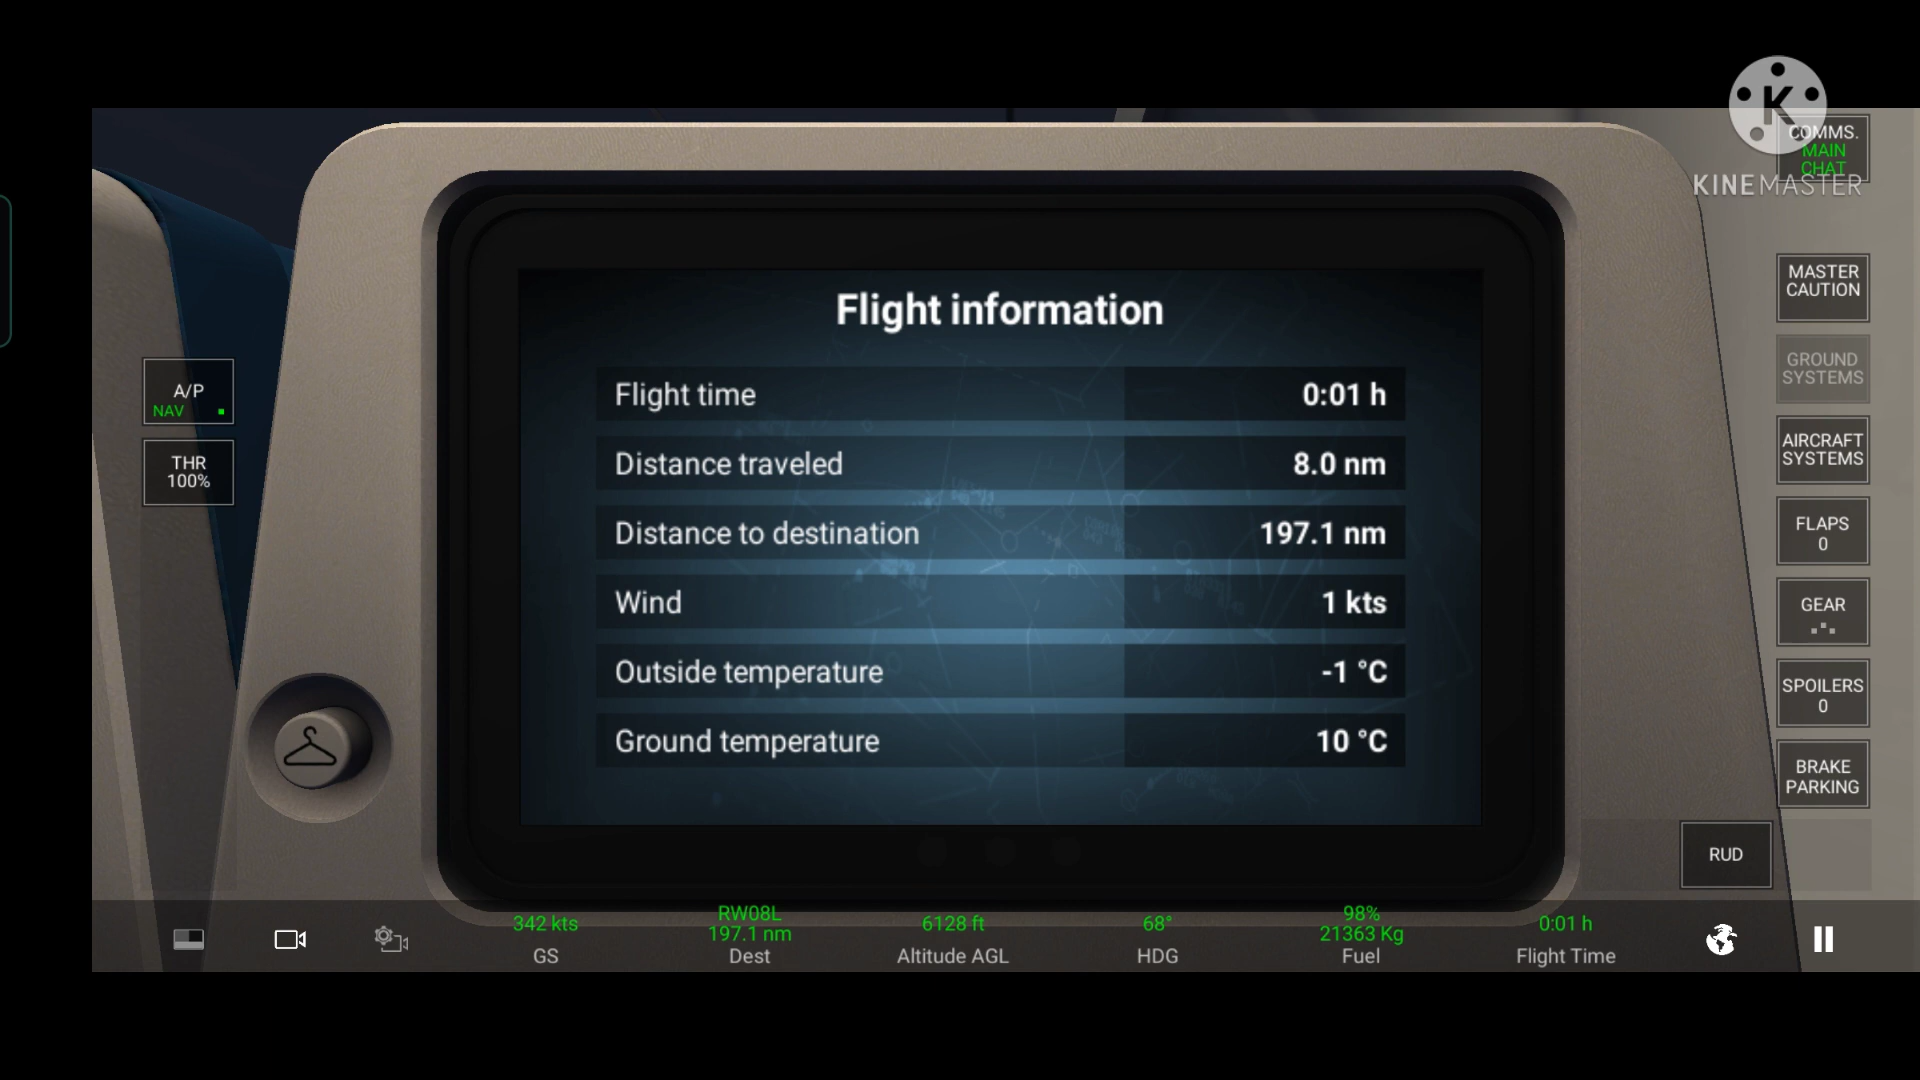 K
KINEMASTER
COMMS.
MAIN
CHAT
A/P
NAV
THR
100%
Flight information
Flight time 0:01 h
Distance traveled 8.0 nm
Distance to destination 197.1 nm
Wind 1 kts
Outside temperature -1 °C
Ground temperature 10 °C
MASTER
CAUTION
GROUND
SYSTEMS
AIRCRAFT
SYSTEMS
FLAPS
0
GEAR
SPOILERS
0
BRAKE
PARKING
RUD
342 kts
GS
RW08L
197.1 nm
Dest
6128 ft
Altitude AGL
68°
HDG
98%
21363 Kg
Fuel
0:01 h
Flight Time